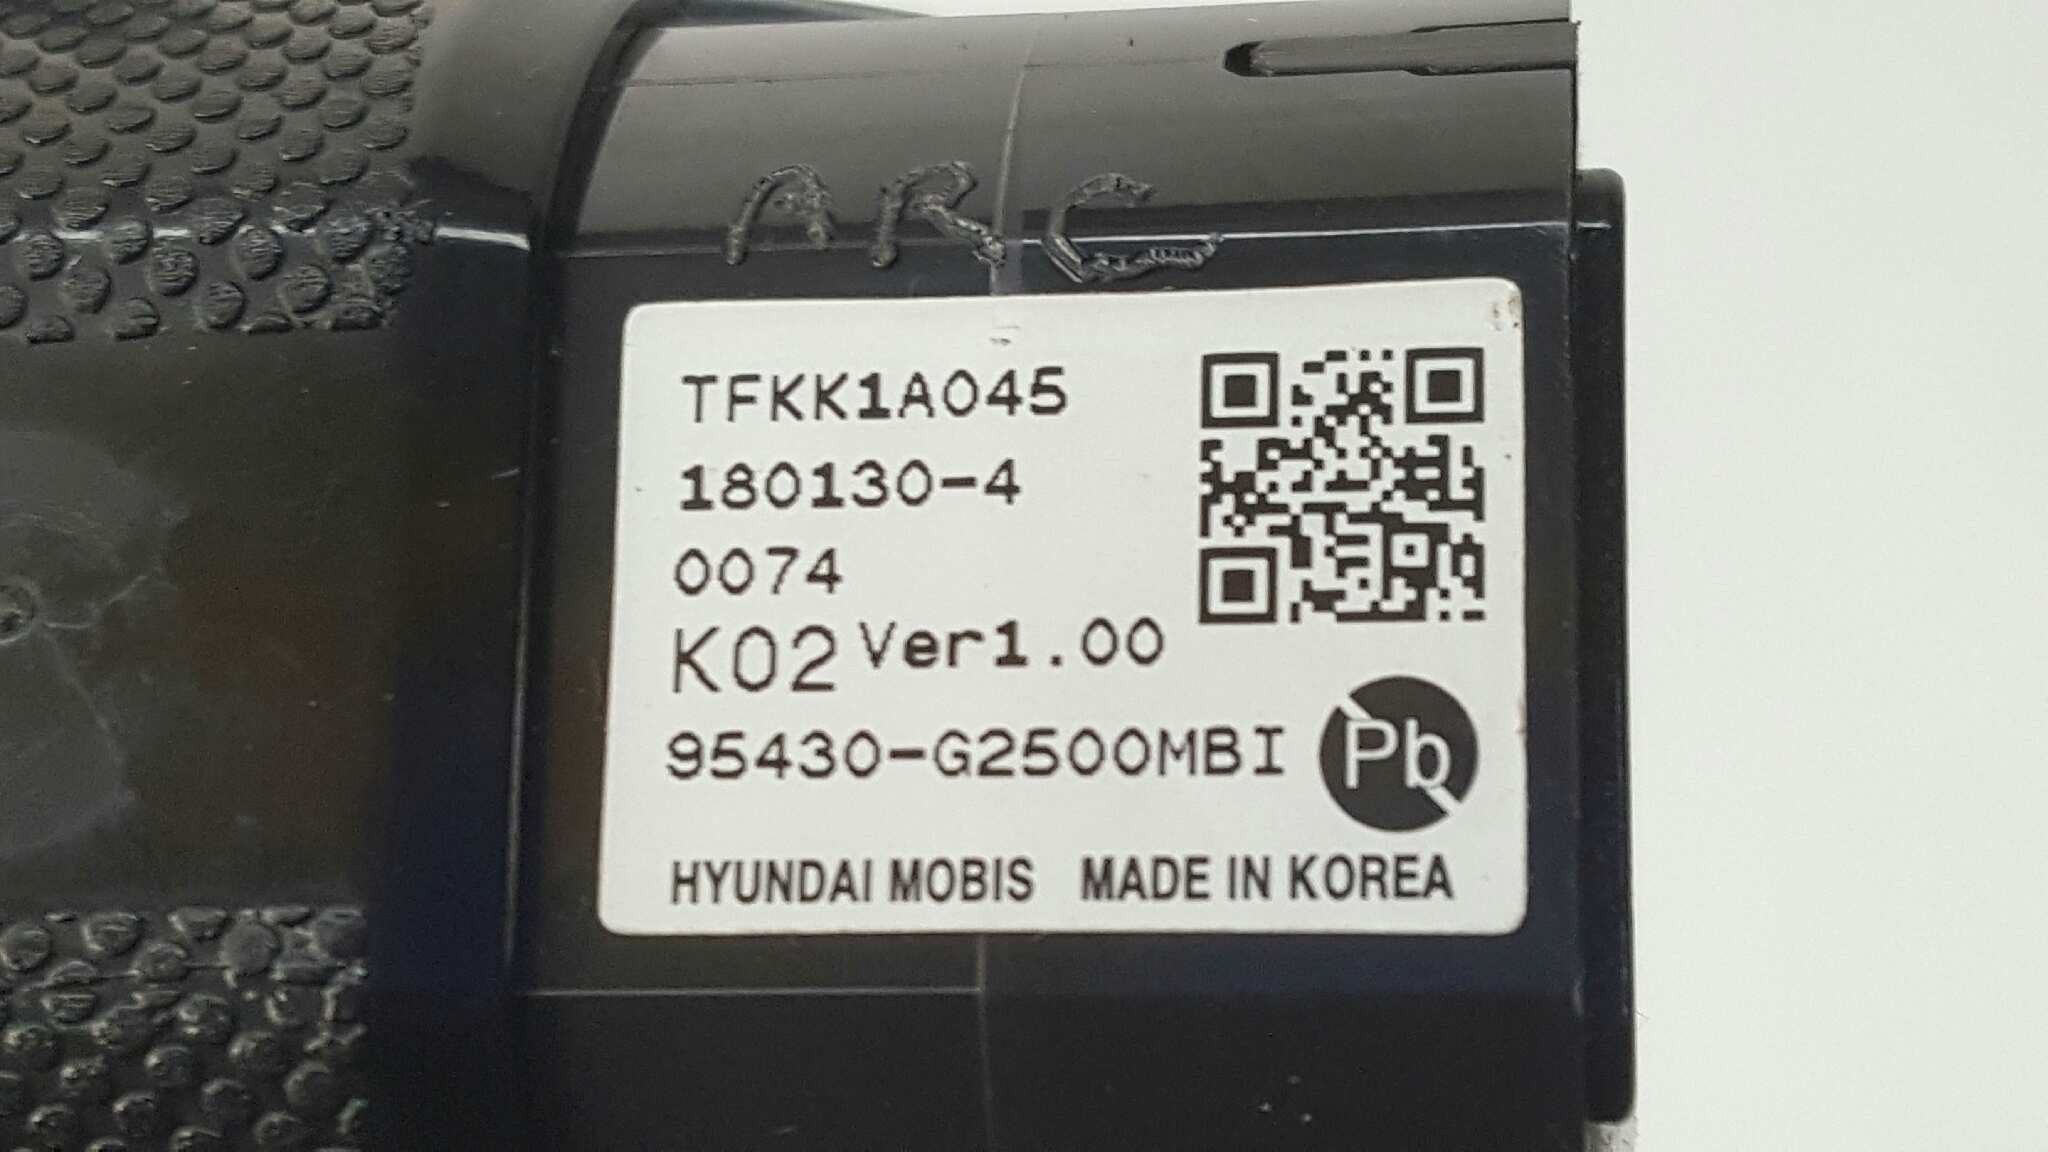 ARC
TFKK1A045
180130-4
0074
K02 Ver1.00
95430-G2500MBI
Pb
HYUNDAI MOBIS MADE IN KOREA